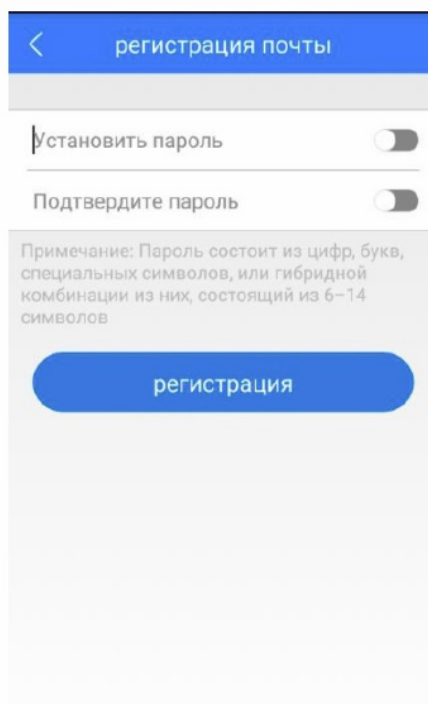 регистрация почты
Установить пароль
Подтвердите пароль
Примечание: Пароль состоит из цифр, букв,
специальных символов, или гибридной
комбинации из них, состоящий из 6–14
символов
регистрация